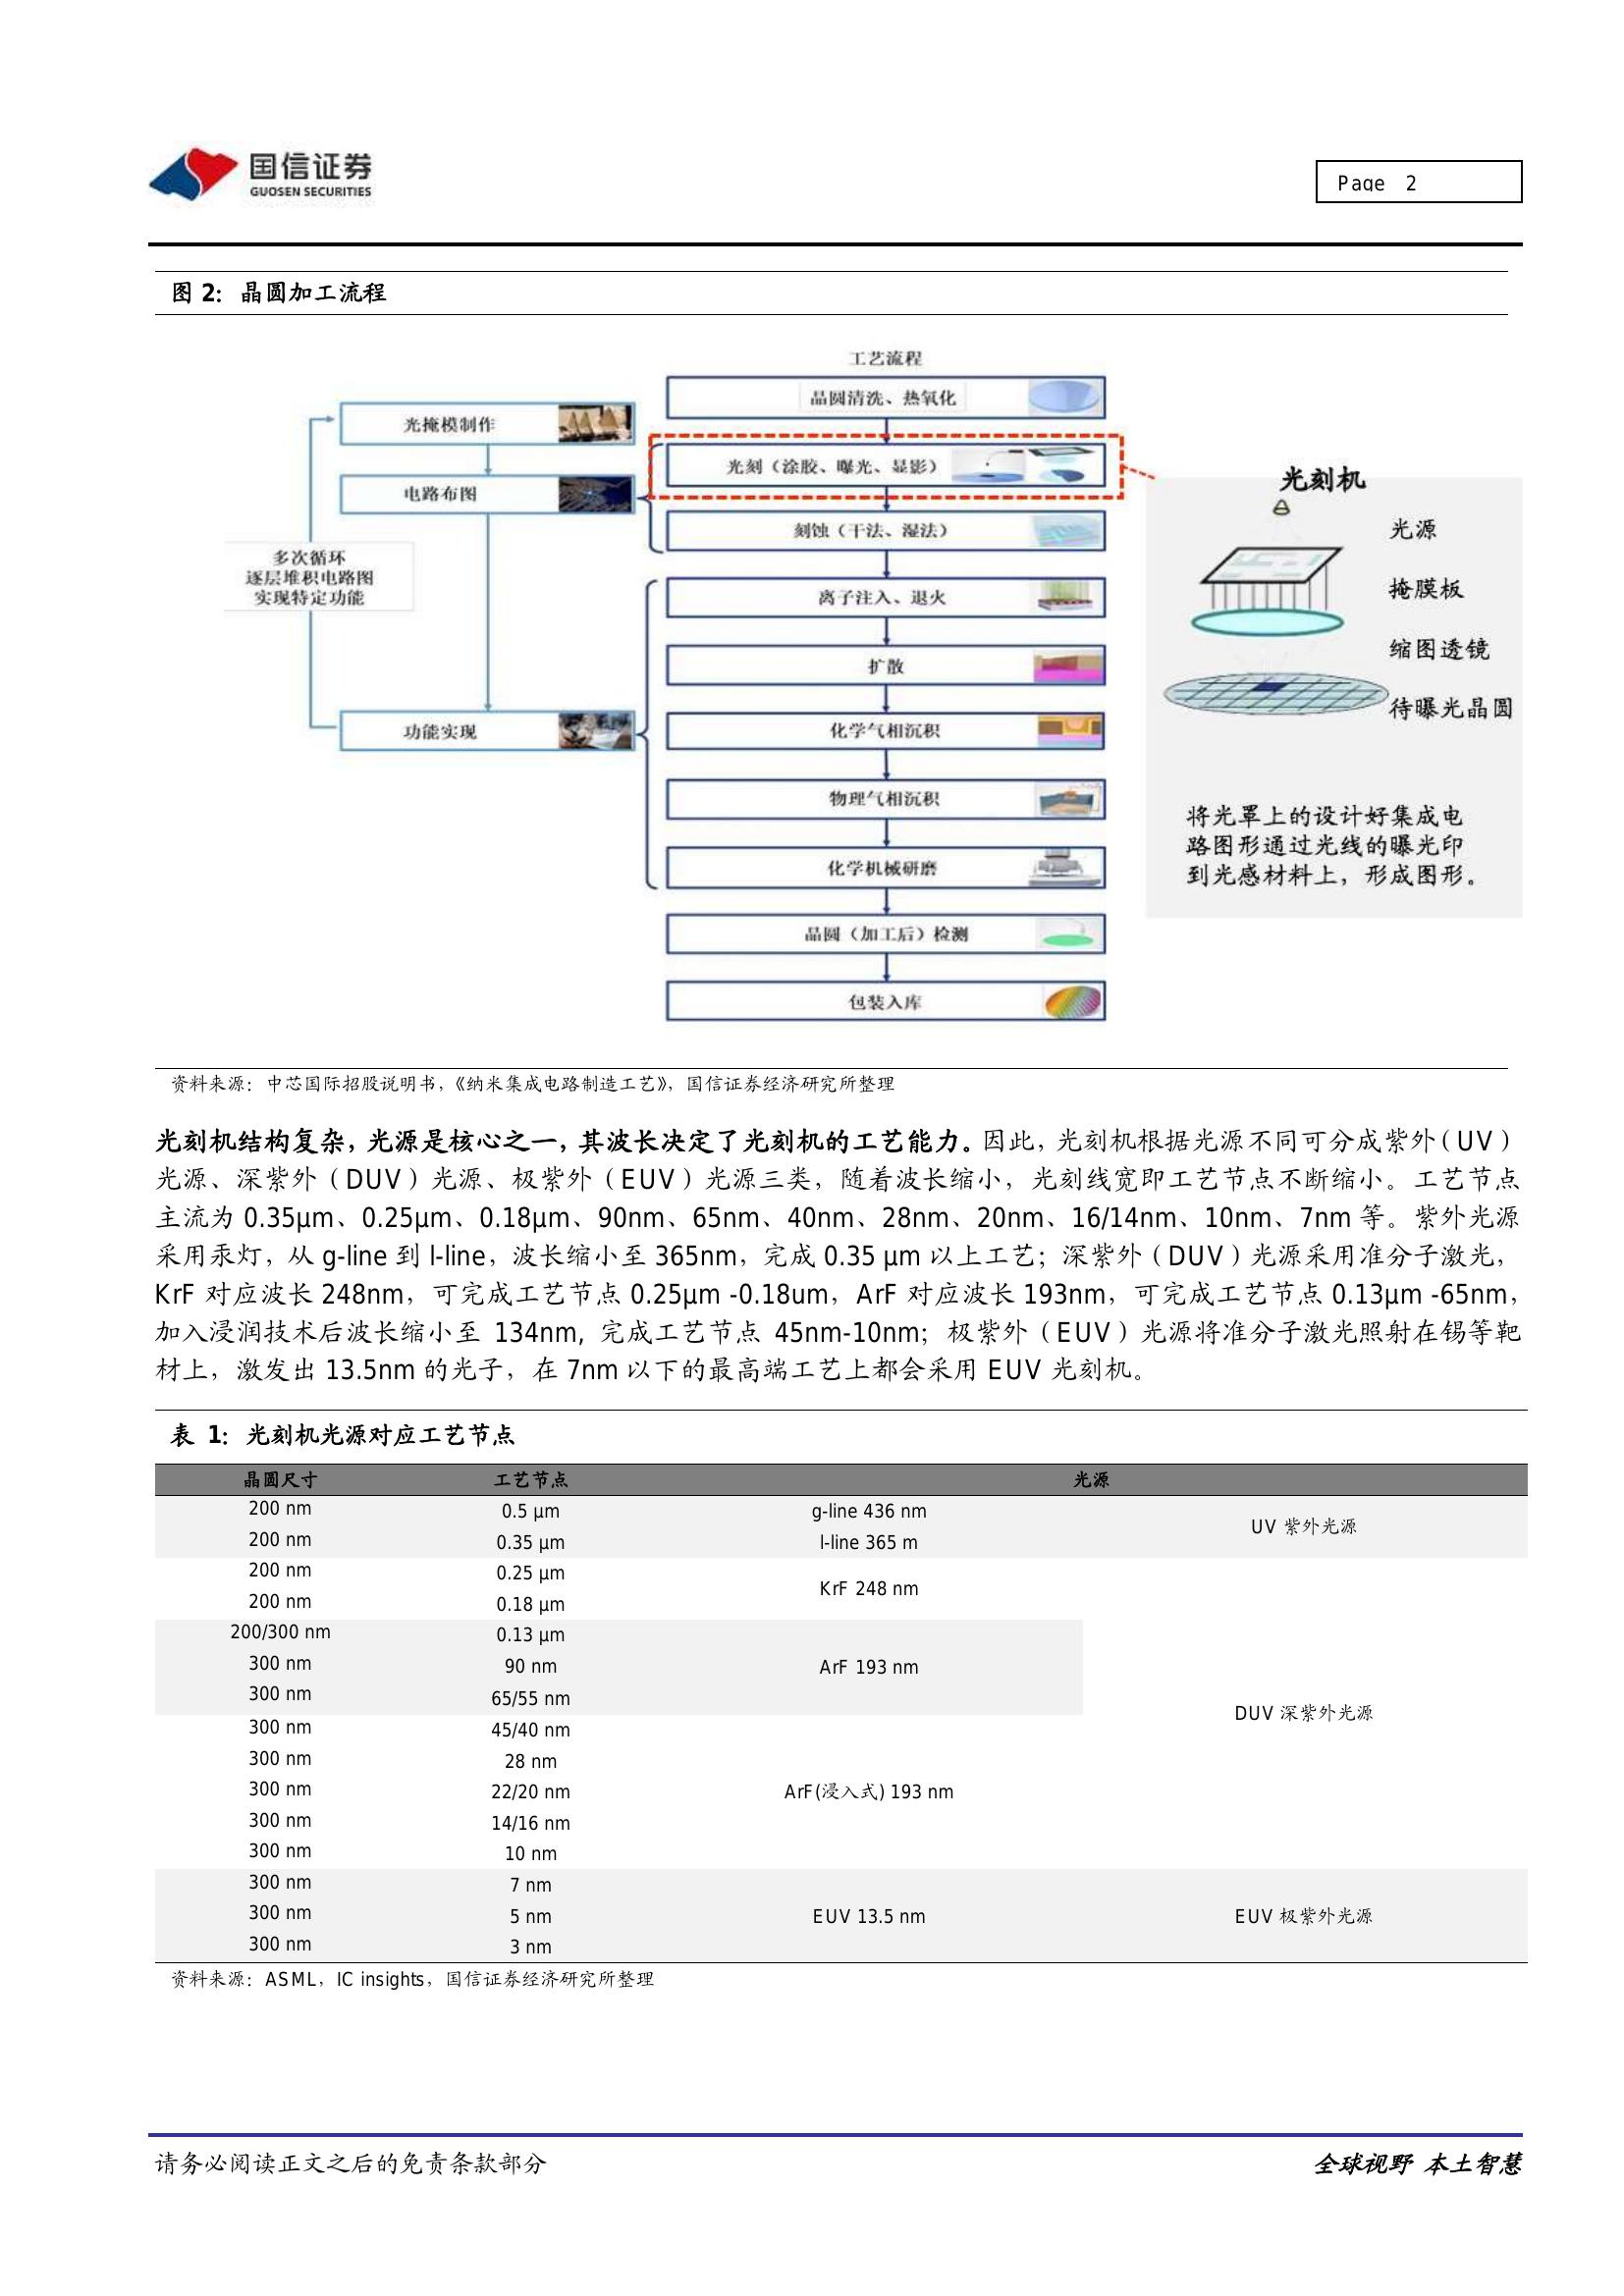 国信证券
GUOSEN SECURITIES
Page 2
图 2：晶圆加工流程
工艺流程
晶圆清洗、热氧化
光掩模制作
光刻（涂胶、曝光、显影）
电路布图
刻蚀（干法、湿法）
多次循环
逐层堆积电路图
实现特定功能
离子注入、退火
扩散
功能实现
化学气相沉积
物理气相沉积
化学机械研磨
晶圆（加工后）检测
包装入库
光刻机
光源
掩膜板
缩图透镜
待曝光晶圆
将光罩上的设计好集成电
路图形通过光线的曝光印
到光感材料上，形成图形。
资料来源：中芯国际招股说明书，《纳米集成电路制造工艺》，国信证券经济研究所整理
光刻机结构复杂，光源是核心之一，其波长决定了光刻机的工艺能力。因此，光刻机根据光源不同可分成紫外（UV）
光源、深紫外（DUV）光源、极紫外（EUV）光源三类，随着波长缩小，光刻线宽即工艺节点不断缩小。工艺节点
主流为 0.35μm、0.25μm、0.18μm、90nm、65nm、40nm、28nm、20nm、16/14nm、10nm、7nm 等。紫外光源
采用汞灯，从 g-line 到 l-line，波长缩小至 365nm，完成 0.35 μm 以上工艺；深紫外（DUV）光源采用准分子激光，
KrF 对应波长 248nm，可完成工艺节点 0.25μm -0.18um，ArF 对应波长 193nm，可完成工艺节点 0.13μm -65nm，
加入浸润技术后波长缩小至 134nm, 完成工艺节点 45nm-10nm；极紫外（EUV）光源将准分子激光照射在锡等靶
材上，激发出 13.5nm 的光子，在 7nm 以下的最高端工艺上都会采用 EUV 光刻机。
表 1：光刻机光源对应工艺节点
晶圆尺寸 工艺节点 光源
200 nm 0.5 μm g-line 436 nm UV 紫外光源
200 nm 0.35 μm l-line 365 m
200 nm 0.25 μm KrF 248 nm
200 nm 0.18 μm
200/300 nm 0.13 μm
300 nm 90 nm ArF 193 nm
300 nm 65/55 nm DUV 深紫外光源
300 nm 45/40 nm
300 nm 28 nm
300 nm 22/20 nm ArF(浸入式) 193 nm
300 nm 14/16 nm
300 nm 10 nm
300 nm 7 nm
300 nm 5 nm EUV 13.5 nm EUV 极紫外光源
300 nm 3 nm
资料来源：ASML，IC insights，国信证券经济研究所整理
请务必阅读正文之后的免责条款部分
全球视野 本土智慧